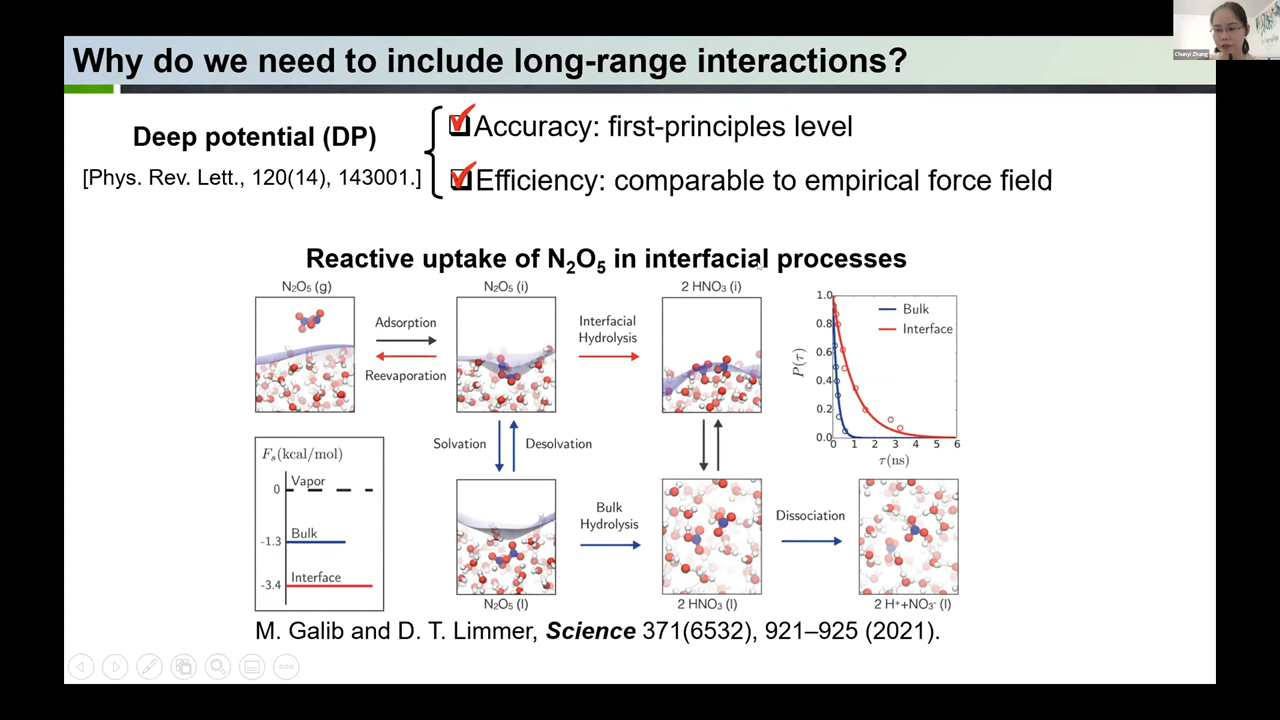 Why do we need to include long-range interactions?
Chunyi Zhang
Deep potential (DP)
[Phys. Rev. Lett., 120(14), 143001.]
Accuracy: first-principles level
Efficiency: comparable to empirical force field
Reactive uptake of N₂O₅ in interfacial processes
N₂O₅ (g)
Adsorption
Reevaporation
N₂O₅ (i)
Interfacial
Hydrolysis
2 HNO₃ (i)
1.0
0.8
0.6
0.4
0.2
0.0
P(τ)
Bulk
Interface
0 1 2 3 4 5 6
τ(ns)
Solvation
Desolvation
Fₛ(kcal/mol)
0
Vapor
-1.3
Bulk
-3.4
Interface
N₂O₅ (l)
Bulk
Hydrolysis
2 HNO₃ (l)
Dissociation
2 H⁺+NO₃⁻ (l)
M. Galib and D. T. Limmer, Science 371(6532), 921–925 (2021).